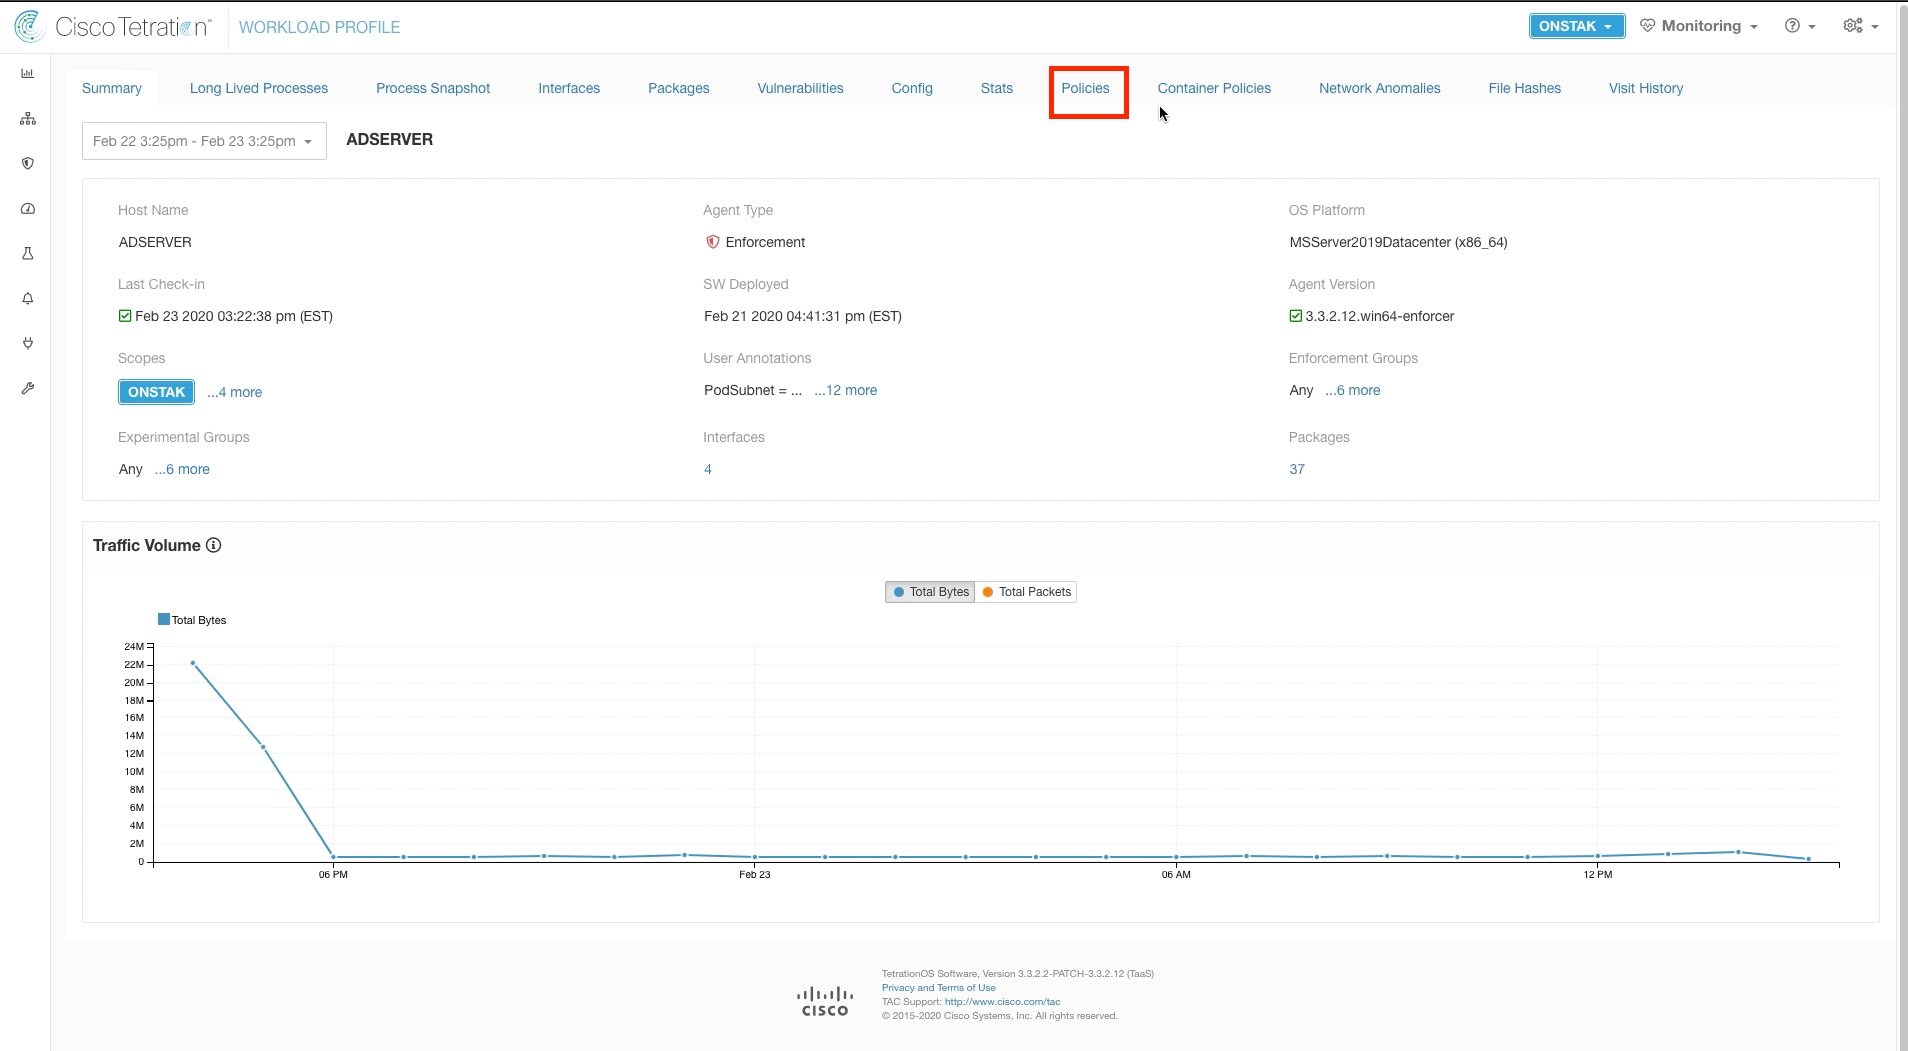 Cisco Tetration™ WORKLOAD PROFILE ONSTAK Monitoring
Summary Long Lived Processes Process Snapshot Interfaces Packages Vulnerabilities Config Stats Policies Container Policies Network Anomalies File Hashes Visit History
Feb 22 3:25pm - Feb 23 3:25pm ADSERVER
Host Name Agent Type OS Platform
ADSERVER Enforcement MSServer2019Datacenter (x86_64)
Last Check-in SW Deployed Agent Version
Feb 23 2020 03:22:38 pm (EST) Feb 21 2020 04:41:31 pm (EST) 3.3.2.12.win64-enforcer
Scopes User Annotations Enforcement Groups
ONSTAK ...4 more PodSubnet = ... ...12 more Any ...6 more
Experimental Groups Interfaces Packages
Any ...6 more 4 37
Traffic Volume
Total Bytes Total Packets
Total Bytes
24M
22M
20M
18M
16M
14M
12M
10M
8M
6M
4M
2M
0
06 PM Feb 23 06 AM 12 PM
CISCO
TetrationOS Software, Version 3.3.2.2-PATCH-3.3.2.12 (TaaS)
Privacy and Terms of Use
TAC Support: http://www.cisco.com/tac
© 2015-2020 Cisco Systems, Inc. All rights reserved.